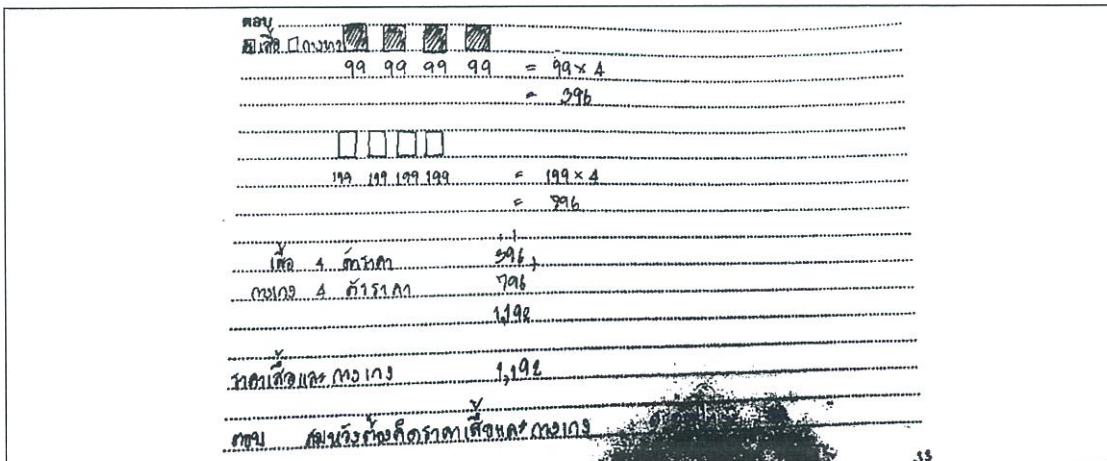 ตอบ
เสื้อ กางเกง
99 99 99 99 = 99 × 4
= 396
199 199 199 199 = 199 × 4
= 796
เสื้อ 4 ตัวราคา 396 +
กางเกง 4 ตัวราคา 796
1,192
ราคาเสื้อและกางเกง 1,192
ตอบ สมหวังต้องคิดราคาเสื้อและกางเกง